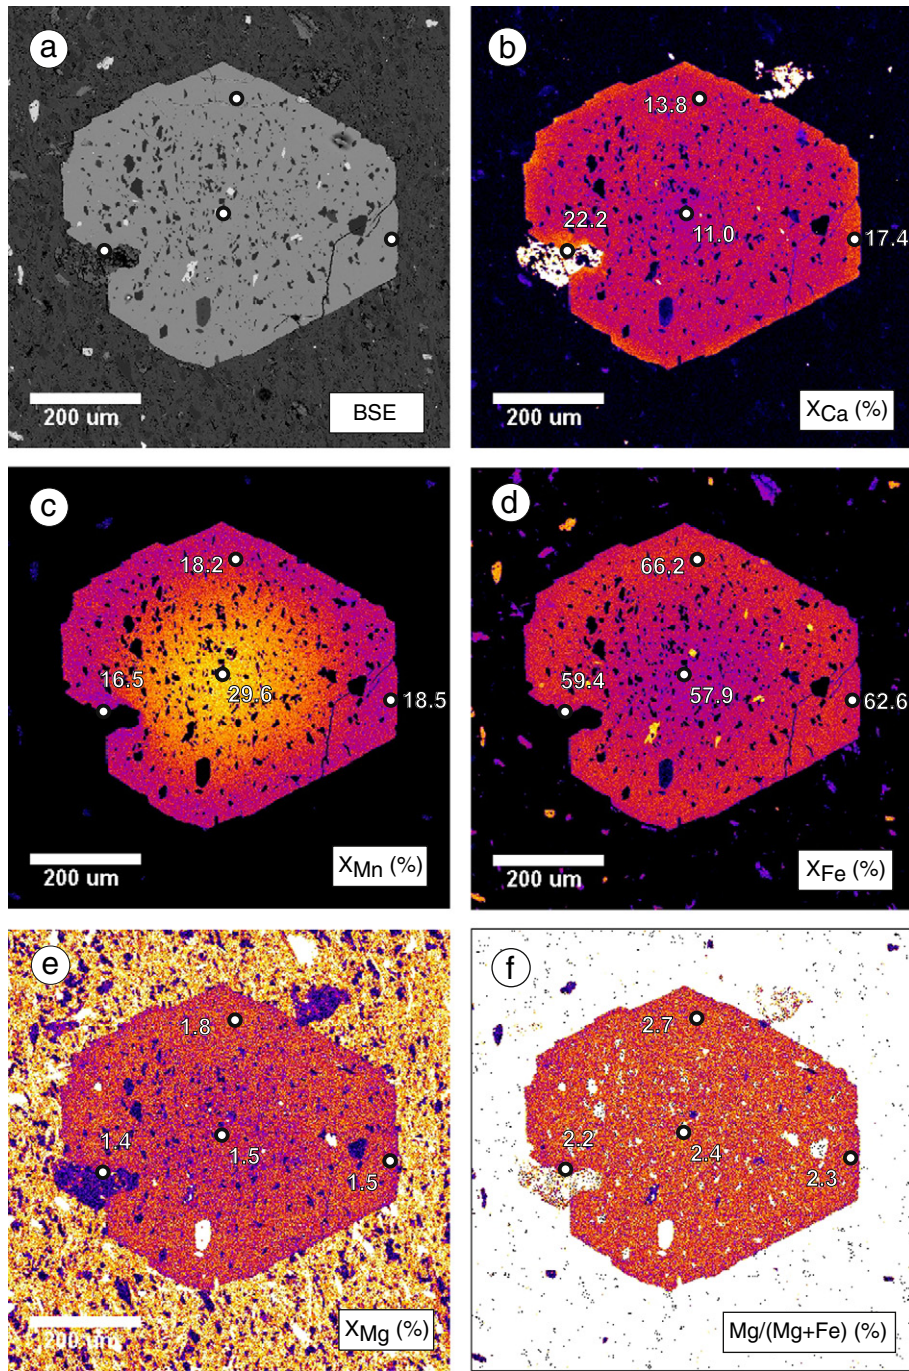 a
200 um
BSE
b
13.8
22.2
11.0
17.4
200 um
XCa (%)
c
18.2
16.5
29.6
18.5
200 um
XMn (%)
d
66.2
59.4
57.9
62.6
200 um
XFe (%)
e
1.8
1.4
1.5
1.5
200 um
XMg (%)
f
2.7
2.2
2.4
2.3
Mg/(Mg+Fe) (%)